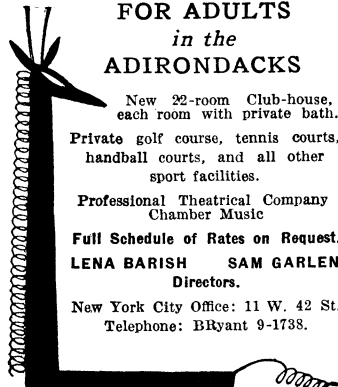 FOR ADULTS
in the
ADIRONDACKS
New 22-room Club-house,
each room with private bath.
Private golf course, tennis courts,
handball courts, and all other
sport facilities.
Professional Theatrical Company
Chamber Music
Full Schedule of Rates on Request.
LENA BARISH SAM GARLEN
Directors.
New York City Office: 11 W. 42 St.
Telephone: BRyant 9-1738.